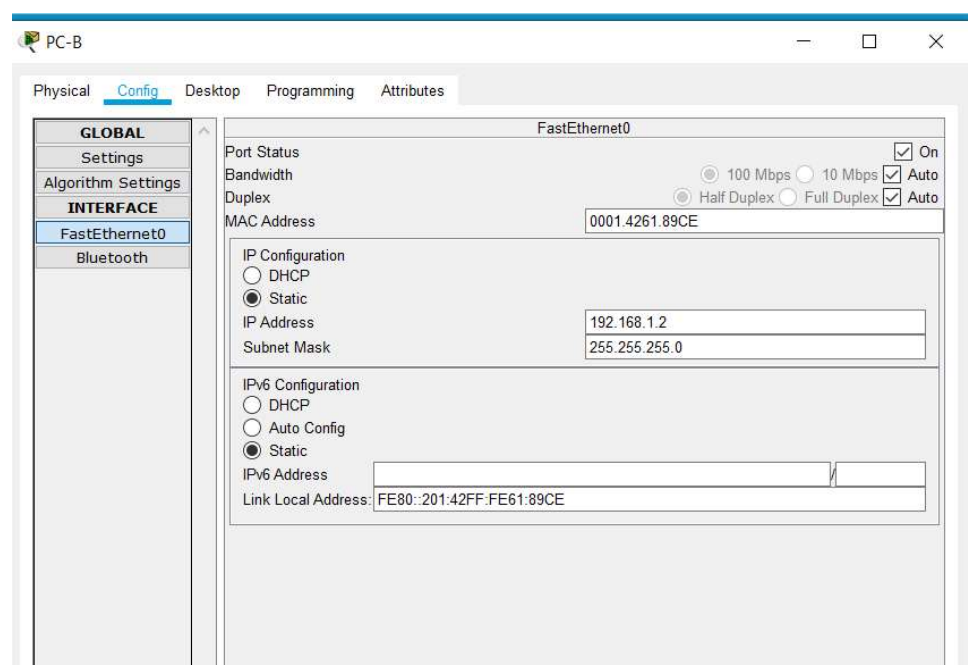 PC-B
Physical Config Desktop Programming Attributes
GLOBAL
Settings
Algorithm Settings
INTERFACE
FastEthernet0
Bluetooth
FastEthernet0
Port Status On
Bandwidth 100 Mbps 10 Mbps Auto
Duplex Half Duplex Full Duplex Auto
MAC Address 0001.4261.89CE
IP Configuration
DHCP
Static
IP Address 192.168.1.2
Subnet Mask 255.255.255.0
IPv6 Configuration
DHCP
Auto Config
Static
IPv6 Address /
Link Local Address: FE80::201:42FF:FE61:89CE